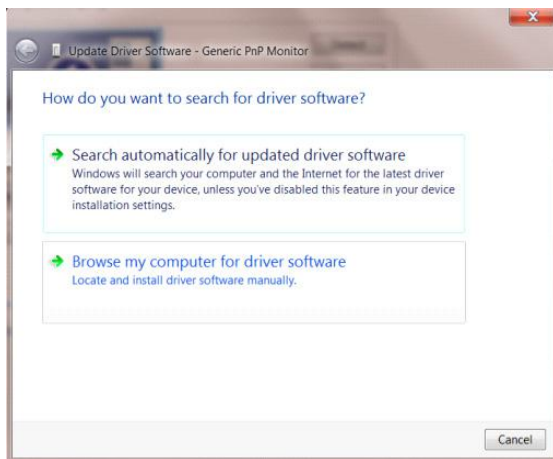 Update Driver Software - Generic PnP Monitor
How do you want to search for driver software?
Search automatically for updated driver software
Windows will search your computer and the Internet for the latest driver
software for your device, unless you've disabled this feature in your device
installation settings.
Browse my computer for driver software
Locate and install driver software manually.
Cancel